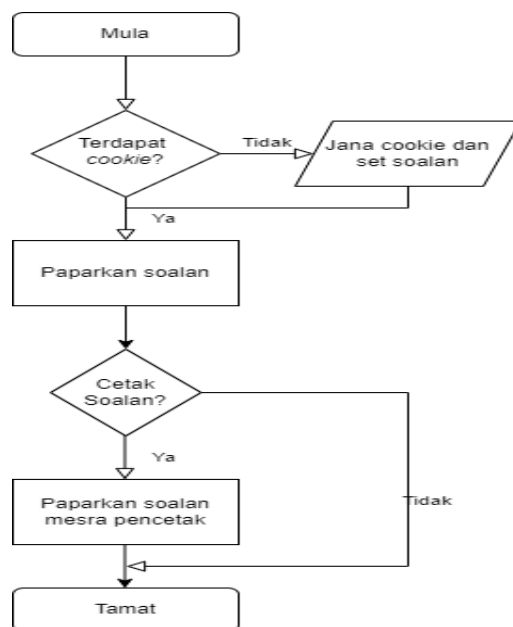 Mula
Terdapat
cookie?
Tidak
Jana cookie dan
set soalan
Ya
Paparkan soalan
Cetak
Soalan?
Ya
Paparkan soalan
mesra pencetak
Tidak
Tamat